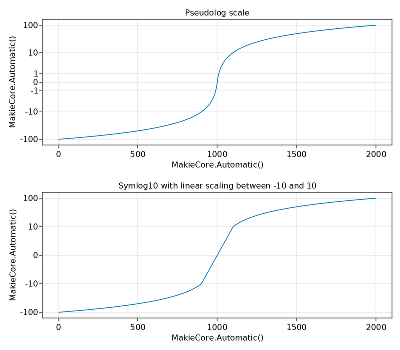 Pseudolog scale
MakieCore.Automatic()
100
10
1
0
-1
-10
-100
0 500 1000 1500 2000
MakieCore.Automatic()
Symlog10 with linear scaling between -10 and 10
MakieCore.Automatic()
100
10
0
-10
-100
0 500 1000 1500 2000
MakieCore.Automatic()